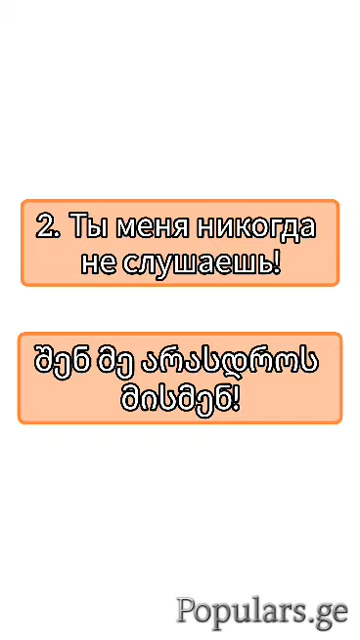 2. Ты меня никогда
не слушаешь!
შენ მე არასდროს
მისმენ!
Populars.ge